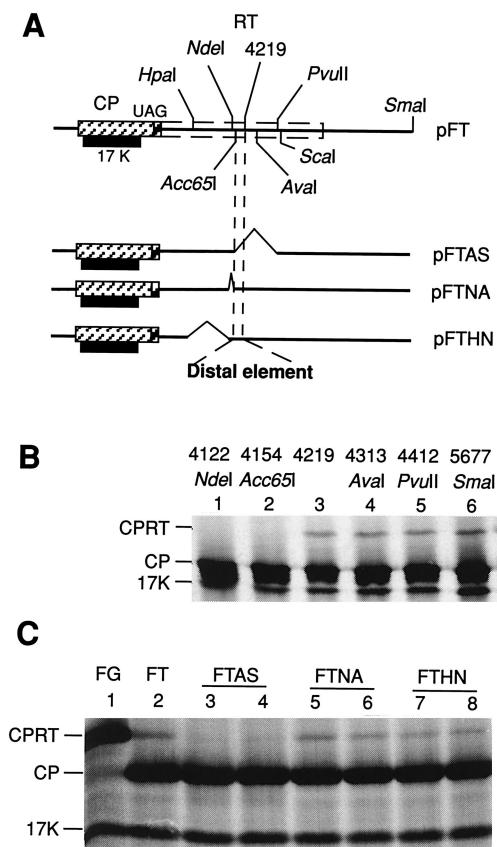 A
RT
NdeI 4219
HpaI PvuII
CP UAG SmaI
pFT
17 K ScaI
Acc65I AvaI
pFTAS
pFTNA
pFTHN
Distal element
B
4122 4154 4219 4313 4412 5677
NdeI Acc65I AvaI PvuII SmaI
1 2 3 4 5 6
CPRT
CP
17K
C
FG FT FTAS FTNA FTHN
1 2 3 4 5 6 7 8
CPRT
CP
17K